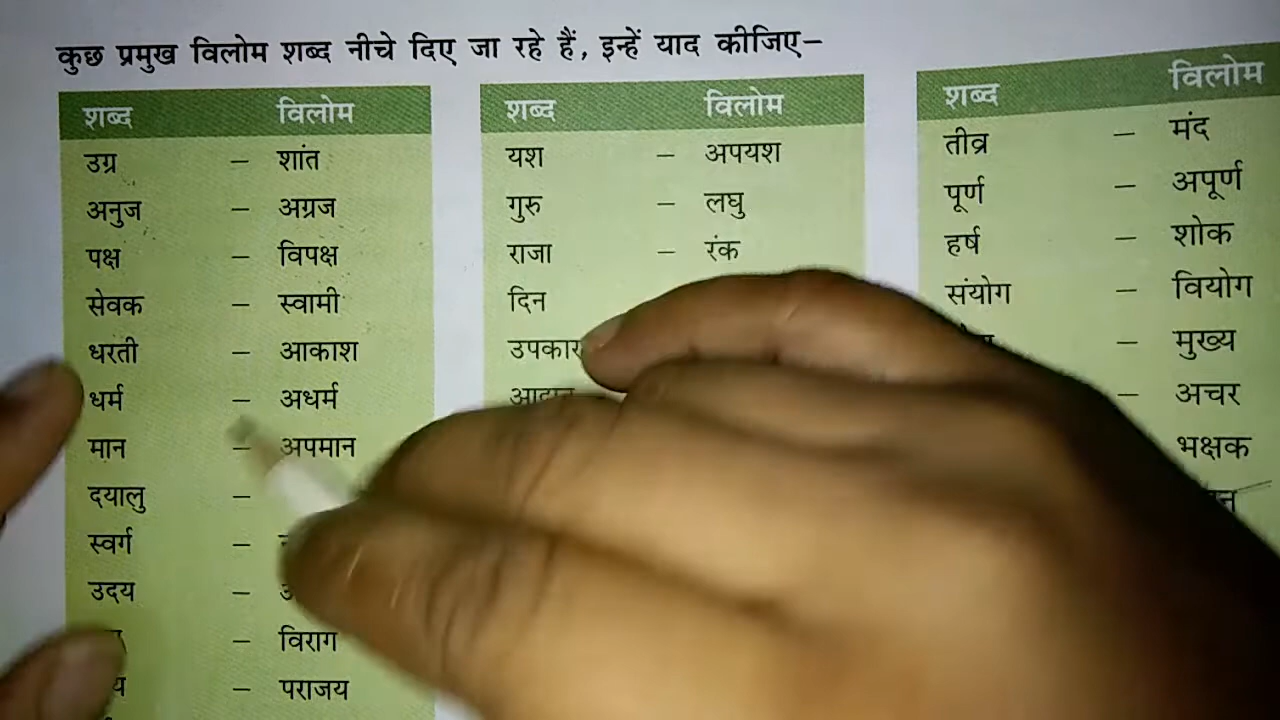 कुछ प्रमुख विलोम शब्द नीचे दिए जा रहे हैं, इन्हें याद कीजिए–
शब्द विलोम
उग्र – शांत
अनुज – अग्रज
पक्ष – विपक्ष
सेवक – स्वामी
धरती – आकाश
धर्म – अधर्म
मान – अपमान
दयालु –
स्वर्ग –
उदय –
– विराग
– पराजय
शब्द विलोम
यश – अपयश
गुरु – लघु
राजा – रंक
दिन
उपकार
शब्द विलोम
तीव्र – मंद
पूर्ण – अपूर्ण
हर्ष – शोक
संयोग – वियोग
– मुख्य
– अचर
भक्षक